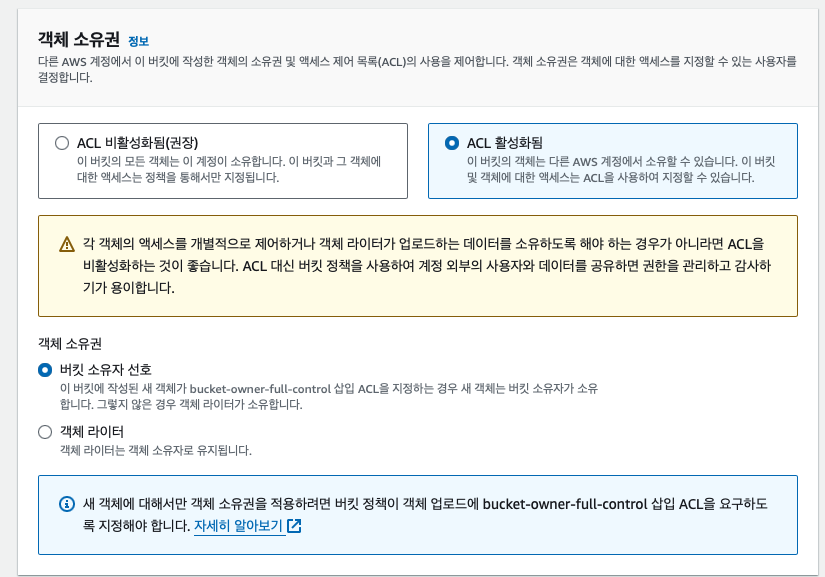 객체 소유권 정보
다른 AWS 계정에서 이 버킷에 작성한 객체의 소유권 및 액세스 제어 목록(ACL)의 사용을 제어합니다. 객체 소유권은 객체에 대한 액세스를 지정할 수 있는 사용자를
결정합니다.
ACL 비활성화됨(권장)
이 버킷의 모든 객체는 이 계정이 소유합니다. 이 버킷과 그 객체에
대한 액세스는 정책을 통해서만 지정됩니다.
ACL 활성화됨
이 버킷의 객체는 다른 AWS 계정에서 소유할 수 있습니다. 이 버킷
및 객체에 대한 액세스는 ACL을 사용하여 지정할 수 있습니다.
각 객체의 액세스를 개별적으로 제어하거나 객체 라이터가 업로드하는 데이터를 소유하도록 해야 하는 경우가 아니라면 ACL을
비활성화하는 것이 좋습니다. ACL 대신 버킷 정책을 사용하여 계정 외부의 사용자와 데이터를 공유하면 권한을 관리하고 감사하
기가 용이합니다.
객체 소유권
버킷 소유자 선호
이 버킷에 작성된 새 객체가 bucket-owner-full-control 삽입 ACL을 지정하는 경우 새 객체는 버킷 소유자가 소유
합니다. 그렇지 않은 경우 객체 라이터가 소유합니다.
객체 라이터
객체 라이터는 객체 소유자로 유지됩니다.
새 객체에 대해서만 객체 소유권을 적용하려면 버킷 정책이 객체 업로드에 bucket-owner-full-control 삽입 ACL을 요구하도
록 지정해야 합니다. 자세히 알아보기